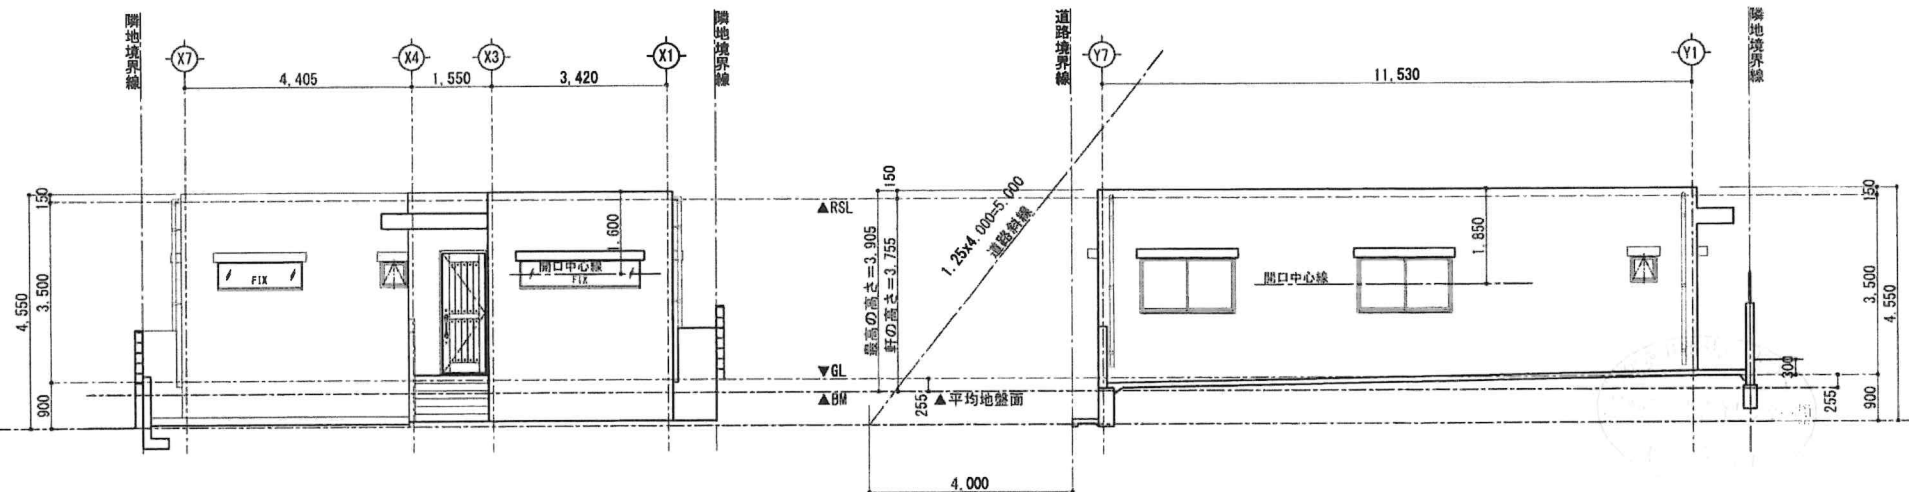 隣地境界線
X7
X4
X3
X1
隣地境界線
4,405
1,550
3,420
150
3,500
4,550
900
FIX
開口中心線
FIX
1,600
▲RSL
▼GL
▲BM
最高の高さ=3,905
軒の高さ=3,755
150
255
▲平均地盤面
1.25x4.000=5.000
道路斜線
4,000
道路境界線
Y7
Y1
隣地境界線
11,530
開口中心線
1,850
150
3,500
4,550
300
255
900